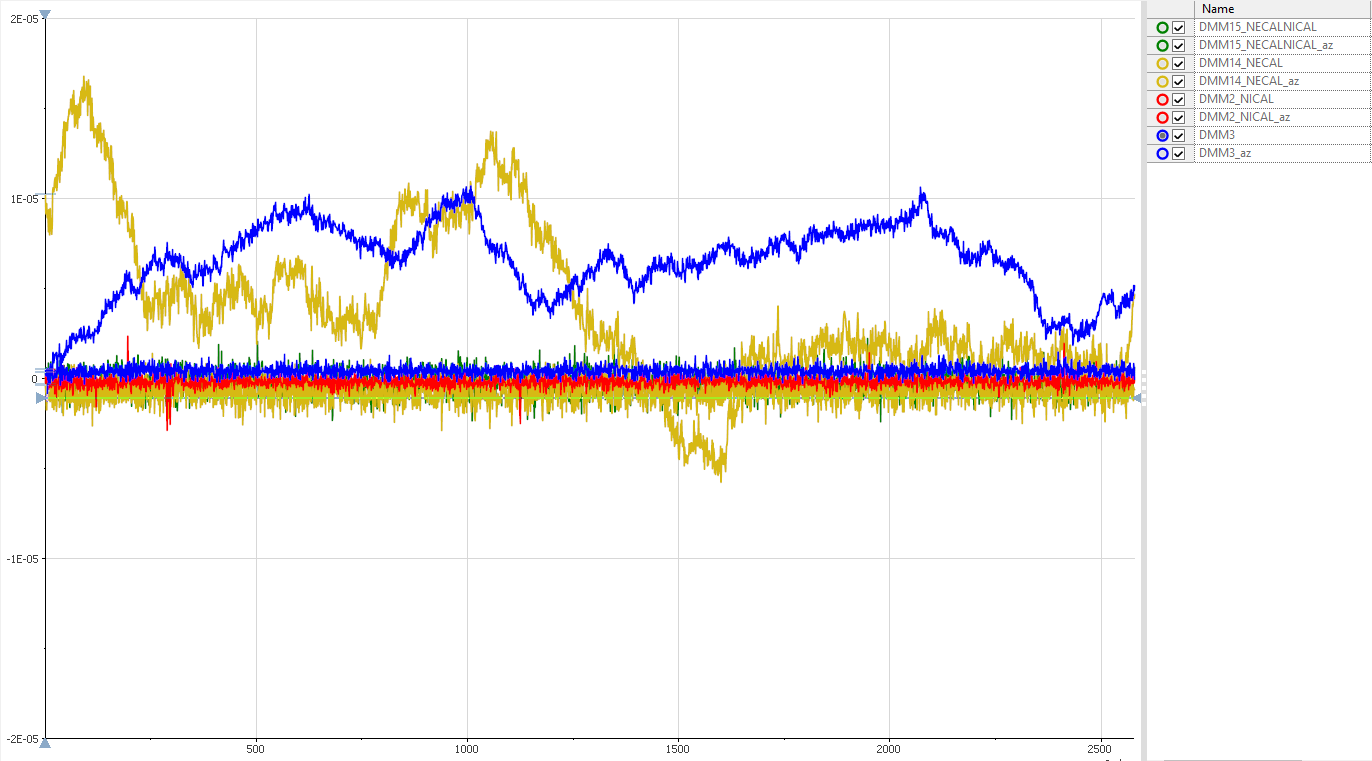 Name
DMM15_NECALNICAL
DMM15_NECALNICAL_az
DMM14_NECAL
DMM14_NECAL_az
DMM2_NICAL
DMM2_NICAL_az
DMM3
DMM3_az
2E-05
1E-05
0
-1E-05
-2E-05
500 1000 1500 2000 2500